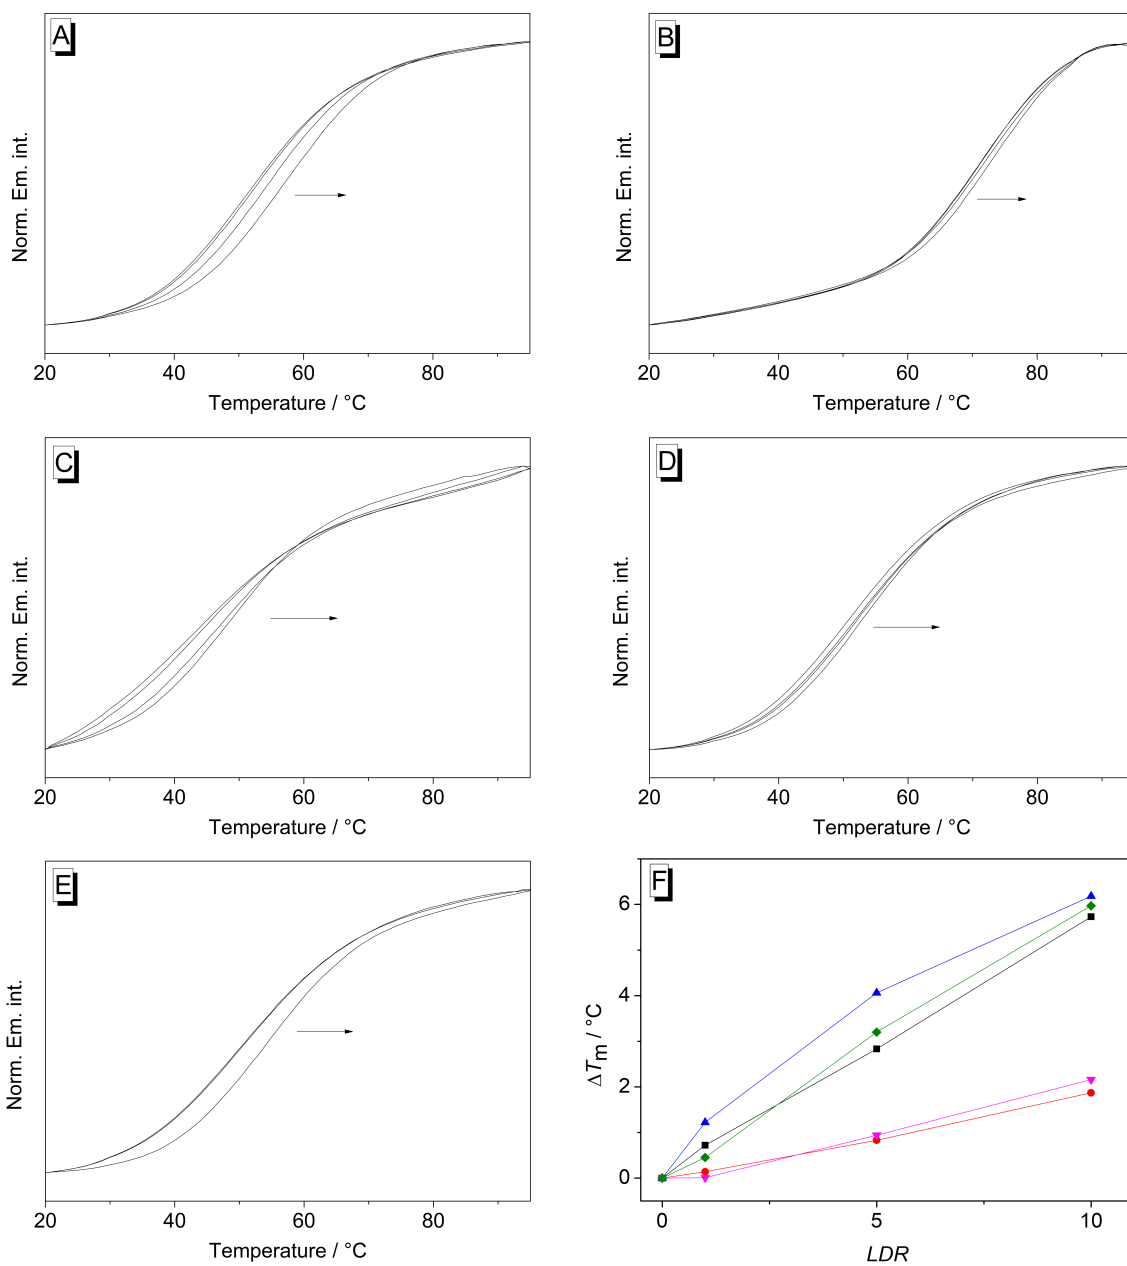 A
Norm. Em. int.
20 40 60 80
Temperature / °C
B
Norm. Em. int.
20 40 60 80
Temperature / °C
C
Norm. Em. int.
20 40 60 80
Temperature / °C
D
Norm. Em. int.
20 40 60 80
Temperature / °C
E
Norm. Em. int.
20 40 60 80
Temperature / °C
F
ΔTm / °C
6
4
2
0
0 5 10
LDR